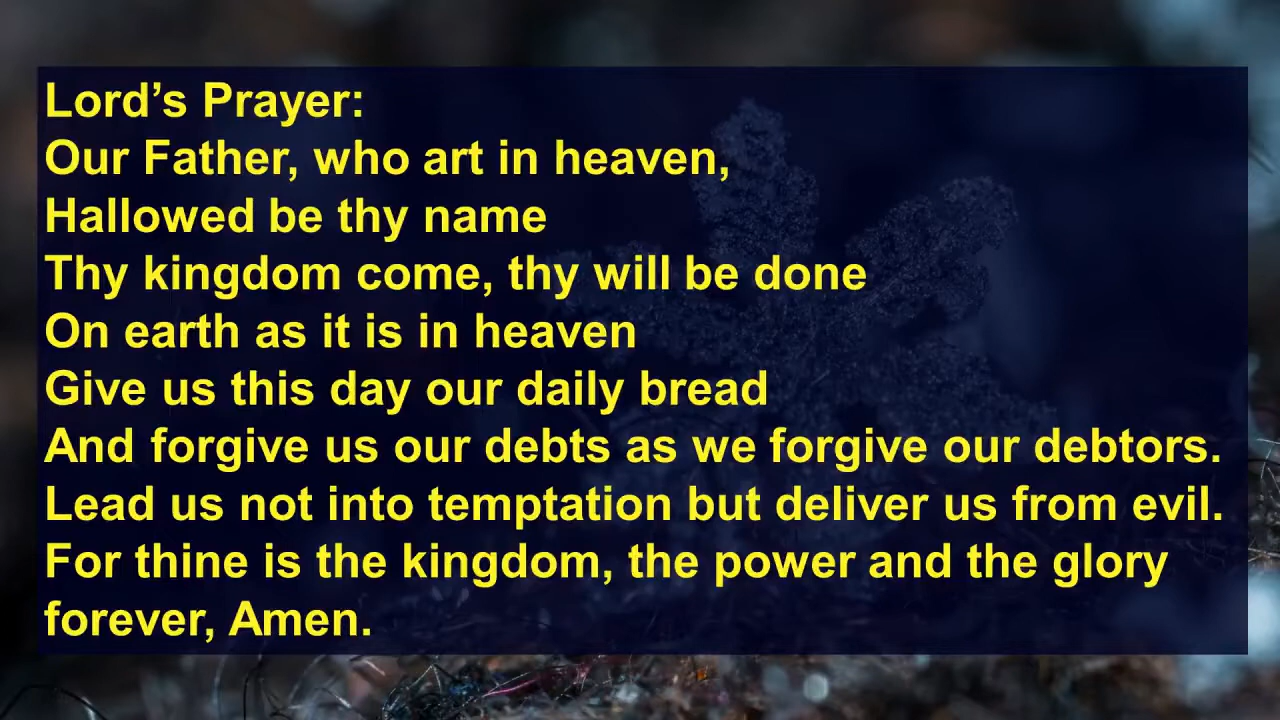 Lord’s Prayer:
Our Father, who art in heaven,
Hallowed be thy name
Thy kingdom come, thy will be done
On earth as it is in heaven
Give us this day our daily bread
And forgive us our debts as we forgive our debtors.
Lead us not into temptation but deliver us from evil.
For thine is the kingdom, the power and the glory
forever, Amen.